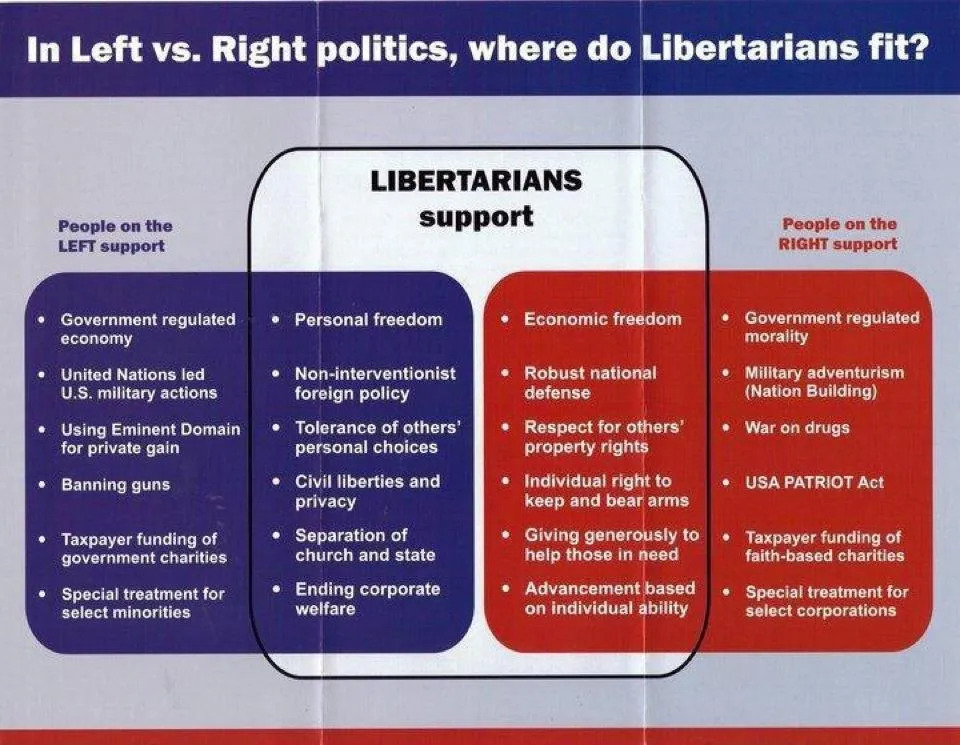 In Left vs. Right politics, where do Libertarians fit?
LIBERTARIANS
support
People on the
LEFT support
People on the
RIGHT support
• Government regulated
economy
• United Nations led
U.S. military actions
• Using Eminent Domain
for private gain
• Banning guns
• Taxpayer funding of
government charities
• Special treatment for
select minorities
• Personal freedom
• Non-interventionist
foreign policy
• Tolerance of others’
personal choices
• Civil liberties and
privacy
• Separation of
church and state
• Ending corporate
welfare
• Economic freedom
• Robust national
defense
• Respect for others’
property rights
• Individual right to
keep and bear arms
• Giving generously to
help those in need
• Advancement based
on individual ability
• Government regulated
morality
• Military adventurism
(Nation Building)
• War on drugs
• USA PATRIOT Act
• Taxpayer funding of
faith-based charities
• Special treatment for
select corporations